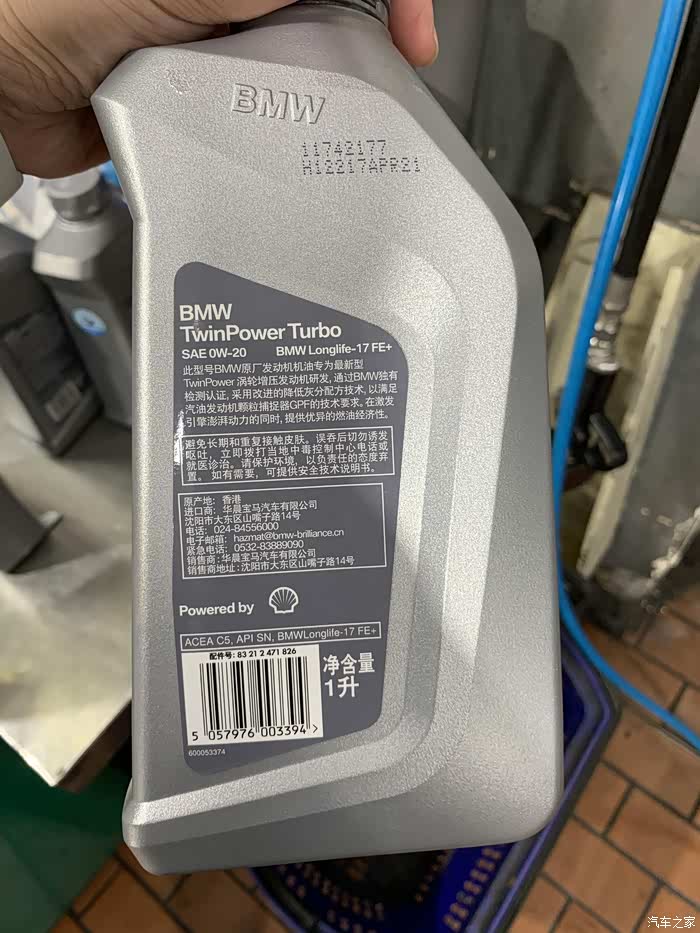 BMW
11742177
H12217APR21
BMW
TwinPower Turbo
SAE 0W-20 BMW Longlife-17 FE+
此型号BMW原厂发动机机油专为最新型
TwinPower 涡轮增压发动机研发,通过BMW独有
检测认证,采用改进的降低灰分配方技术,以满足
汽油发动机颗粒捕捉器GPF的技术要求。在激发
引擎澎湃动力的同时,提供优异的燃油经济性。
避免长期和重复接触皮肤。误吞后切勿诱发
呕吐,立即拨打当地中毒控制中心电话或
就医诊治。请保护环境,以负责任的态度弃
置。如有需要,可提供安全技术说明书。
原产地:香港
进口商:华晨宝马汽车有限公司
沈阳市大东区山嘴子路14号
电话:024-84556000
电子邮箱:hazmat@bmw-brilliance.cn
紧急电话:0532-83889090
销售商:华晨宝马汽车有限公司
销售商地址:沈阳市大东区山嘴子路14号
Powered by
ACEA C5, API SN, BMWLonglife-17 FE+
配件号:83 21 2 471 826
净含量
1升
5 057976 003394 >
600053374
汽车之家